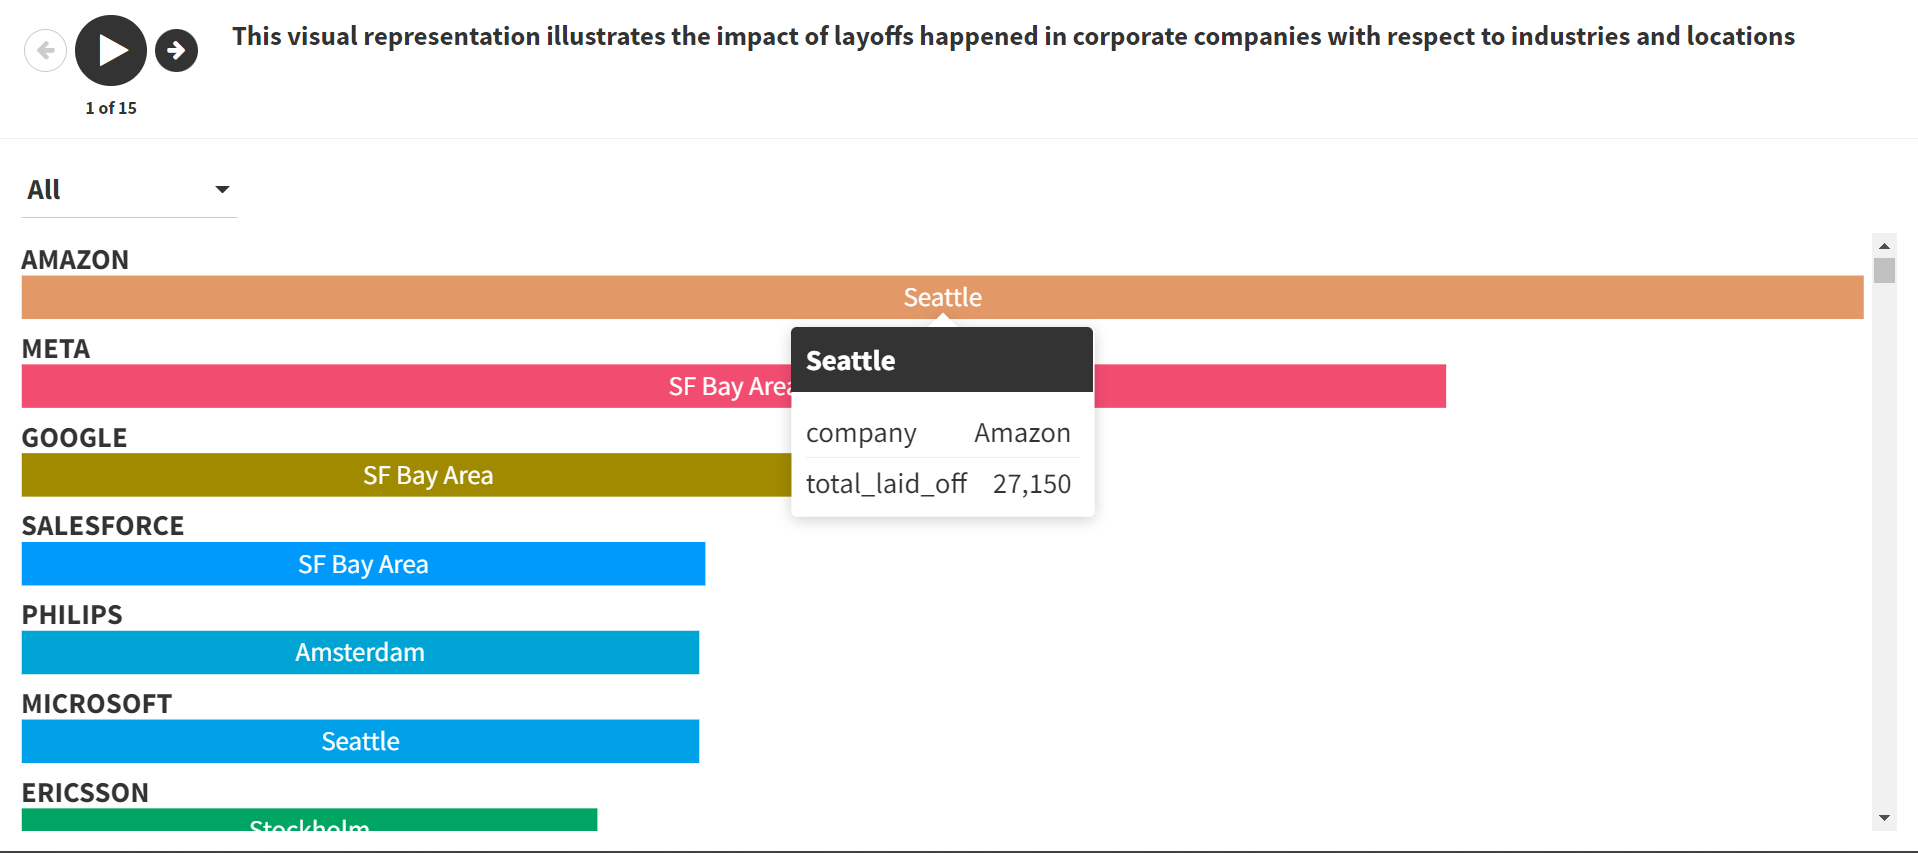 This visual representation illustrates the impact of layoffs happened in corporate companies with respect to industries and locations
1 of 15
All
AMAZON
Seattle
META
SF Bay Area
Seattle
company Amazon
total_laid_off 27,150
GOOGLE
SF Bay Area
SALESFORCE
SF Bay Area
PHILIPS
Amsterdam
MICROSOFT
Seattle
ERICSSON
Stockholm